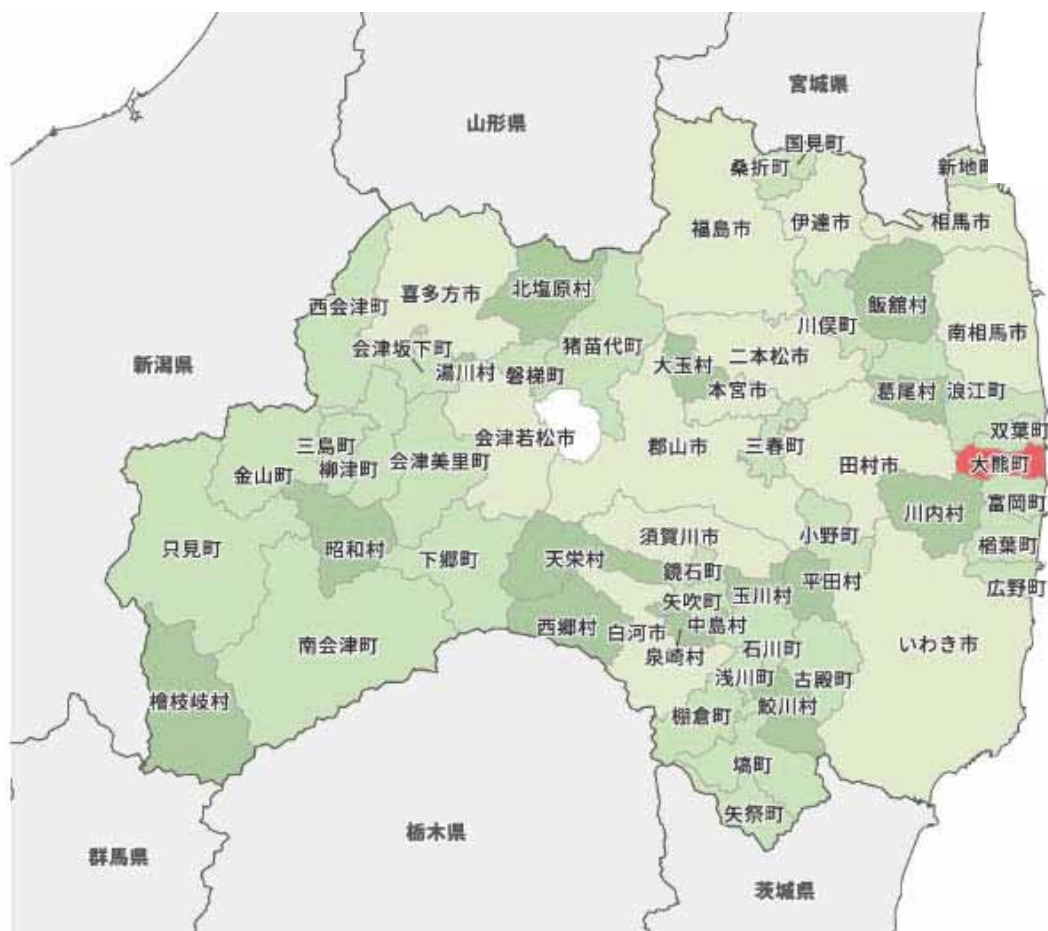 宮城県
山形県
国見町
桑折町
新地町
福島市
伊達市
相馬市
喜多方市
北塩原村
西会津町
飯舘村
川俣町
南相馬市
会津坂下町
猪苗代町
二本松市
大玉村
新潟県
湯川村
磐梯町
本宮市
葛尾村
浪江町
双葉町
会津若松市
三島町
郡山市
三春町
田村市
大熊町
金山町
柳津町
会津美里町
富岡町
川内村
只見町
昭和村
下郷町
天栄村
須賀川市
小野町
楢葉町
鏡石町
平田村
広野町
矢吹町
玉川村
西郷村
白河市
中島村
南会津町
泉崎村
石川町
いわき市
浅川町
古殿町
檜枝岐村
棚倉町
鮫川村
塙町
矢祭町
栃木県
群馬県
茨城県